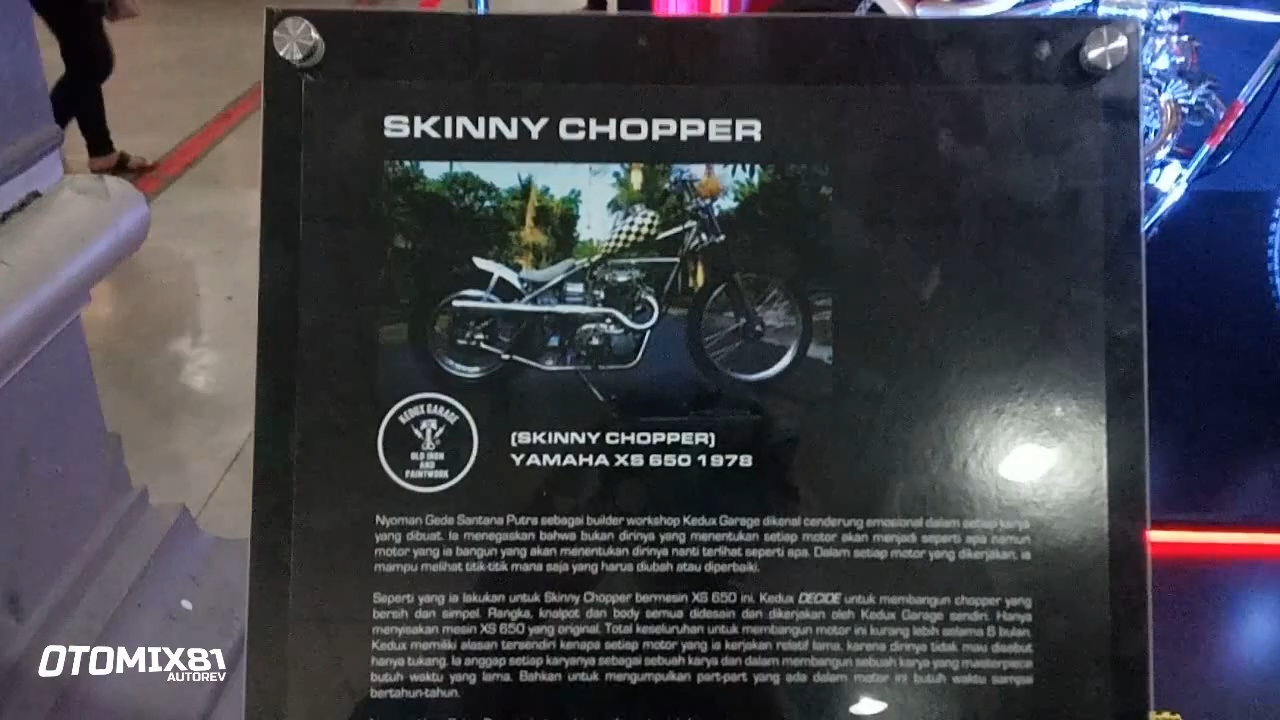 SKINNY CHOPPER
KEDUX GARAGE
OLD IRON
AND
PAINTWORK
(SKINNY CHOPPER)
YAMAHA XS 650 1978
Nyoman Gede Santana Putra sebagai builder workshop Kedux Garage dikenal cenderung emosional dalam setiap karya
yang dibuat. Ia menegaskan bahwa bukan dirinya yang menentukan setiap motor akan menjadi seperti apa namun
motor yang ia bangun yang akan menentukan dirinya nanti terlihat seperti apa. Dalam setiap motor yang dikerjakan, ia
mampu melihat titik-titik mana saja yang harus diubah atau diperbaiki.
Seperti yang ia lakukan untuk Skinny Chopper bermesin XS 650 ini. Kedux DECIDE untuk membangun chopper yang
bersih dan simpel. Rangka, knalpot dan body semua didesain dan dikerjakan oleh Kedux Garage sendiri. Hanya
menyisakan mesin XS 650 yang original. Total keseluruhan untuk membangun motor ini kurang lebih selama 6 bulan.
Kedux memiliki alasan tersendiri kenapa setiap motor yang ia kerjakan relatif lama, karena dirinya tidak mau disebut
hanya tukang. Ia anggap setiap karyanya sebagai sebuah karya dan dalam membangun sebuah karya yang masterpiece
butuh waktu yang lama. Bahkan untuk mengumpulkan part-part yang ada dalam motor ini butuh waktu sampai
bertahun-tahun.
OTOMIX81
AUTOREV